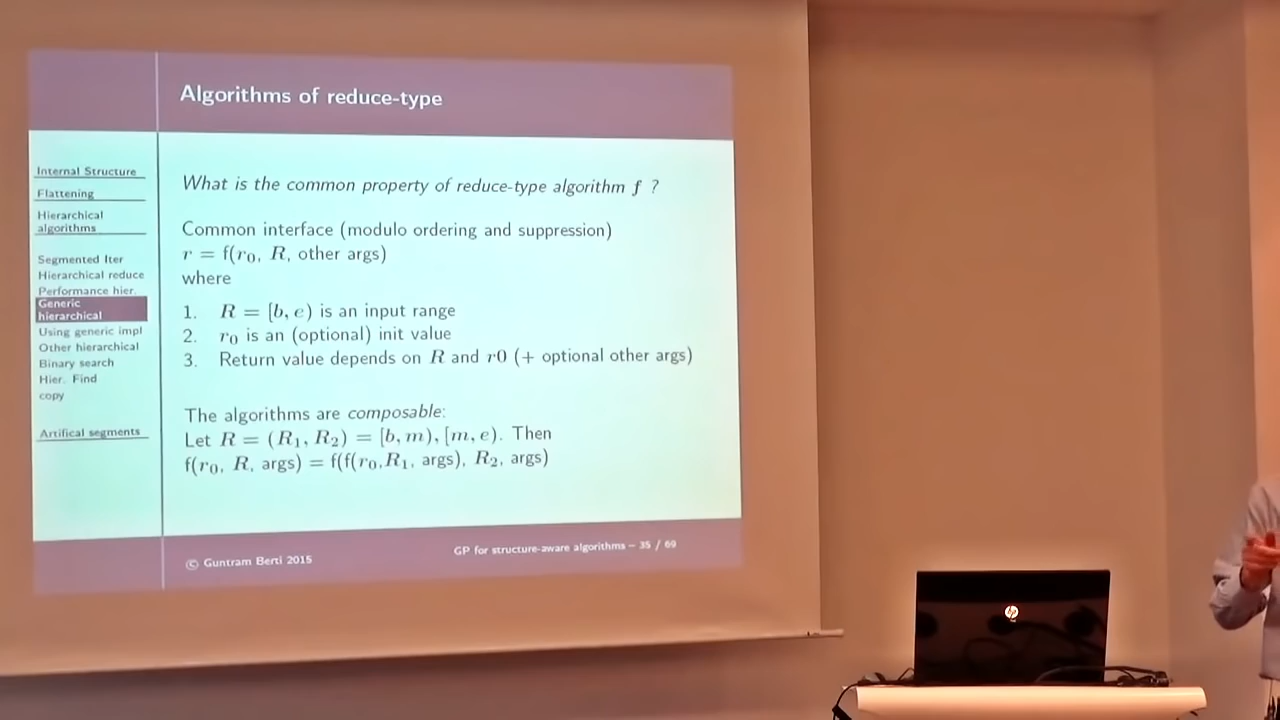 Algorithms of reduce-type
Internal Structure
Flattening
Hierarchical
algorithms
Segmented Iter
Hierarchical reduce
Performance hier.
Generic
hierarchical
Using generic impl
Other hierarchical
Binary search
Hier. Find
copy
Artifical segments
What is the common property of reduce-type algorithm f ?
Common interface (modulo ordering and suppression)
r = f(r₀, R, other args)
where
1. R = [b, e) is an input range
2. r₀ is an (optional) init value
3. Return value depends on R and r0 (+ optional other args)
The algorithms are composable:
Let R = (R₁, R₂) = [b, m), [m, e). Then
f(r₀, R, args) = f(f(r₀,R₁, args), R₂, args)
© Guntram Berti 2015
GP for structure-aware algorithms – 35 / 69
hp